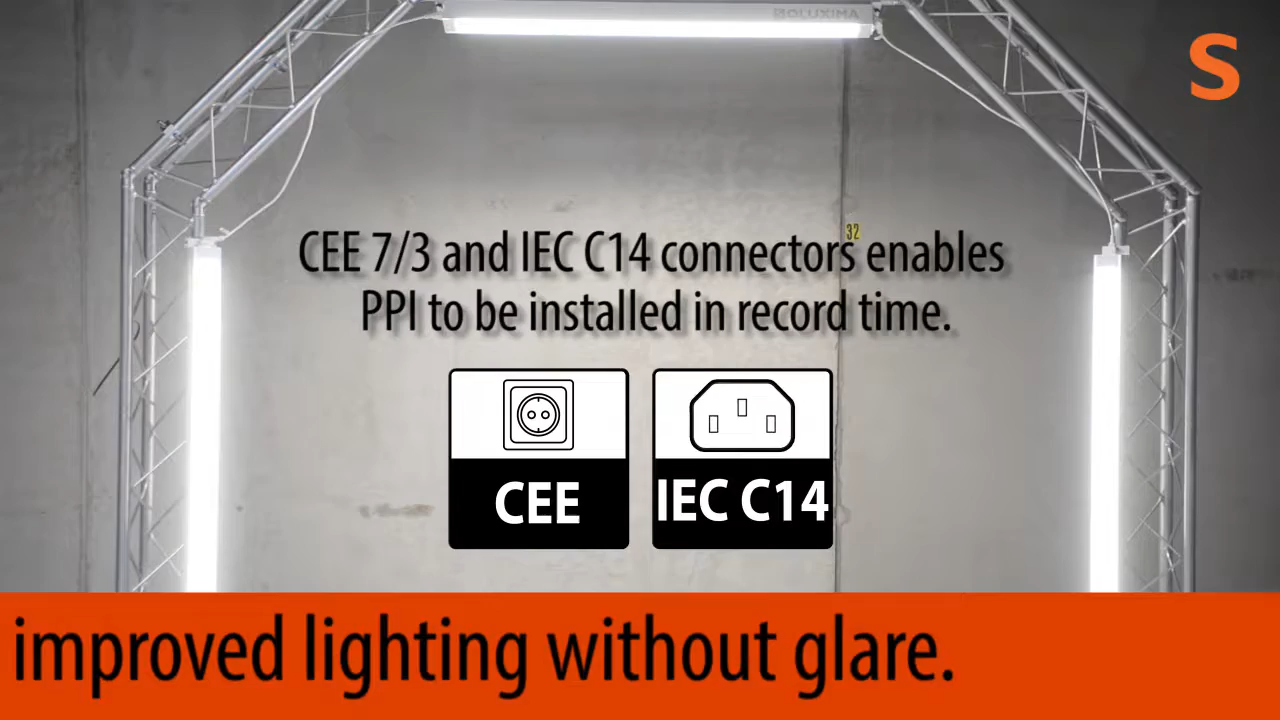 SOLUXIMA
S
32
CEE 7/3 and IEC C14 connectors enables
PPI to be installed in record time.
CEE
IEC C14
improved lighting without glare.